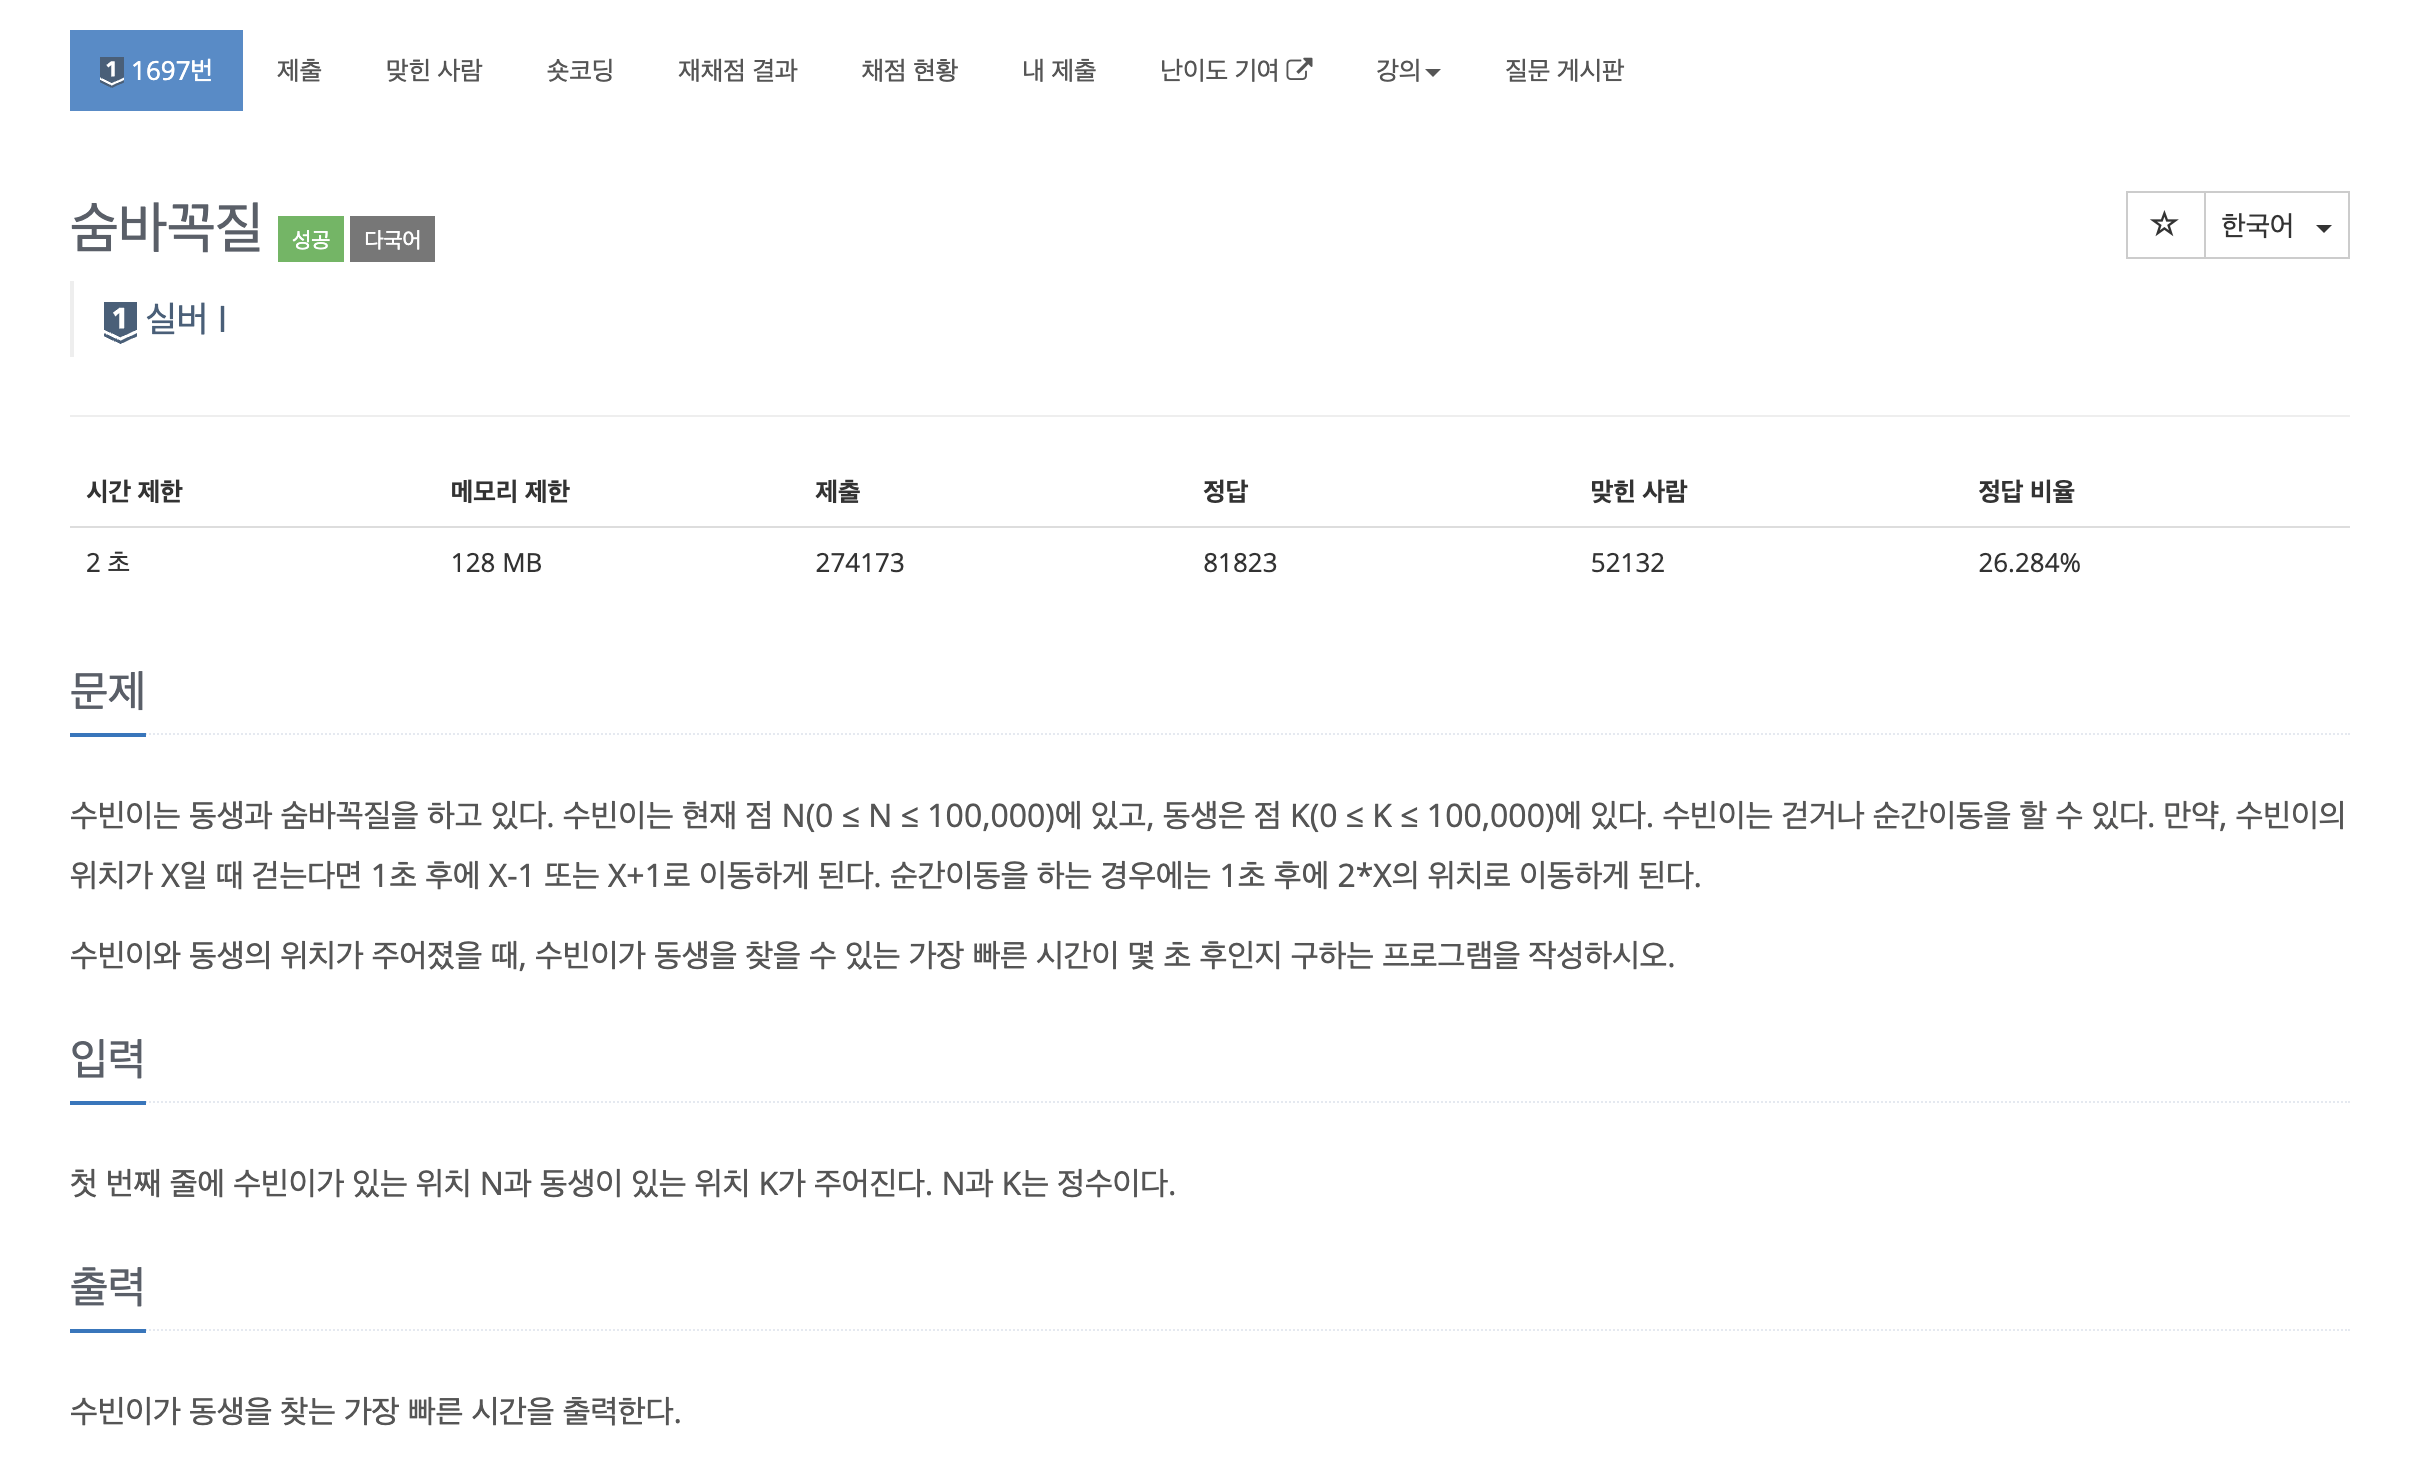 1 1697번 제출 맞힌 사람 숏코딩 재채점 결과 채점 현황 내 제출 난이도 기여 강의 질문 게시판
숨바꼭질 성공 다국어 한국어
1 실버 I
시간 제한 메모리 제한 제출 정답 맞힌 사람 정답 비율
2 초 128 MB 274173 81823 52132 26.284%
문제
수빈이는 동생과 숨바꼭질을 하고 있다. 수빈이는 현재 점 N(0 ≤ N ≤ 100,000)에 있고, 동생은 점 K(0 ≤ K ≤ 100,000)에 있다. 수빈이는 걷거나 순간이동을 할 수 있다. 만약, 수빈이의
위치가 X일 때 걷는다면 1초 후에 X-1 또는 X+1로 이동하게 된다. 순간이동을 하는 경우에는 1초 후에 2*X의 위치로 이동하게 된다.
수빈이와 동생의 위치가 주어졌을 때, 수빈이가 동생을 찾을 수 있는 가장 빠른 시간이 몇 초 후인지 구하는 프로그램을 작성하시오.
입력
첫 번째 줄에 수빈이가 있는 위치 N과 동생이 있는 위치 K가 주어진다. N과 K는 정수이다.
출력
수빈이가 동생을 찾는 가장 빠른 시간을 출력한다.